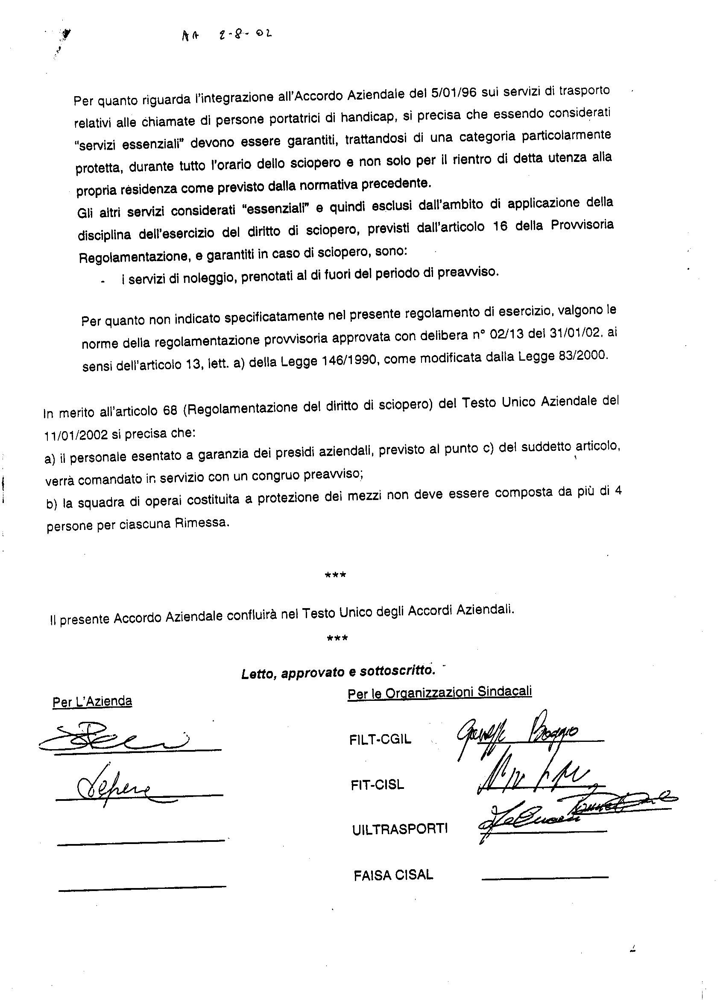 AA 2-8-02
Per quanto riguarda l'integrazione all'Accordo Aziendale del 5/01/96 sui servizi di trasporto
relativi alle chiamate di persone portatrici di handicap, si precisa che essendo considerati
"servizi essenziali" devono essere garantiti, trattandosi di una categoria particolarmente
protetta, durante tutto l'orario dello sciopero e non solo per il rientro di detta utenza alla
propria residenza come previsto dalla normativa precedente.
Gli altri servizi considerati "essenziali" e quindi esclusi dall'ambito di applicazione della
disciplina dell'esercizio del diritto di sciopero, previsti dall'articolo 16 della Provvisoria
Regolamentazione, e garantiti in caso di sciopero, sono:
- i servizi di noleggio, prenotati al di fuori del periodo di preavviso.
Per quanto non indicato specificatamente nel presente regolamento di esercizio, valgono le
norme della regolamentazione provvisoria approvata con delibera n° 02/13 del 31/01/02, ai
sensi dell'articolo 13, lett. a) della Legge 146/1990, come modificata dalla Legge 83/2000.
In merito all'articolo 68 (Regolamentazione del diritto di sciopero) del Testo Unico Aziendale del
11/01/2002 si precisa che:
a) il personale esentato a garanzia dei presidi aziendali, previsto al punto c) del suddetto articolo,
verrà comandato in servizio con un congruo preavviso;
b) la squadra di operai costituita a protezione dei mezzi non deve essere composta da più di 4
persone per ciascuna Rimessa.
***
Il presente Accordo Aziendale confluirà nel Testo Unico degli Accordi Aziendali.
***
Letto, approvato e sottoscritto.
Per L'Azienda
Per le Organizzazioni Sindacali
FILT-CGIL Boggio
FIT-CISL
UILTRASPORTI
FAISA CISAL